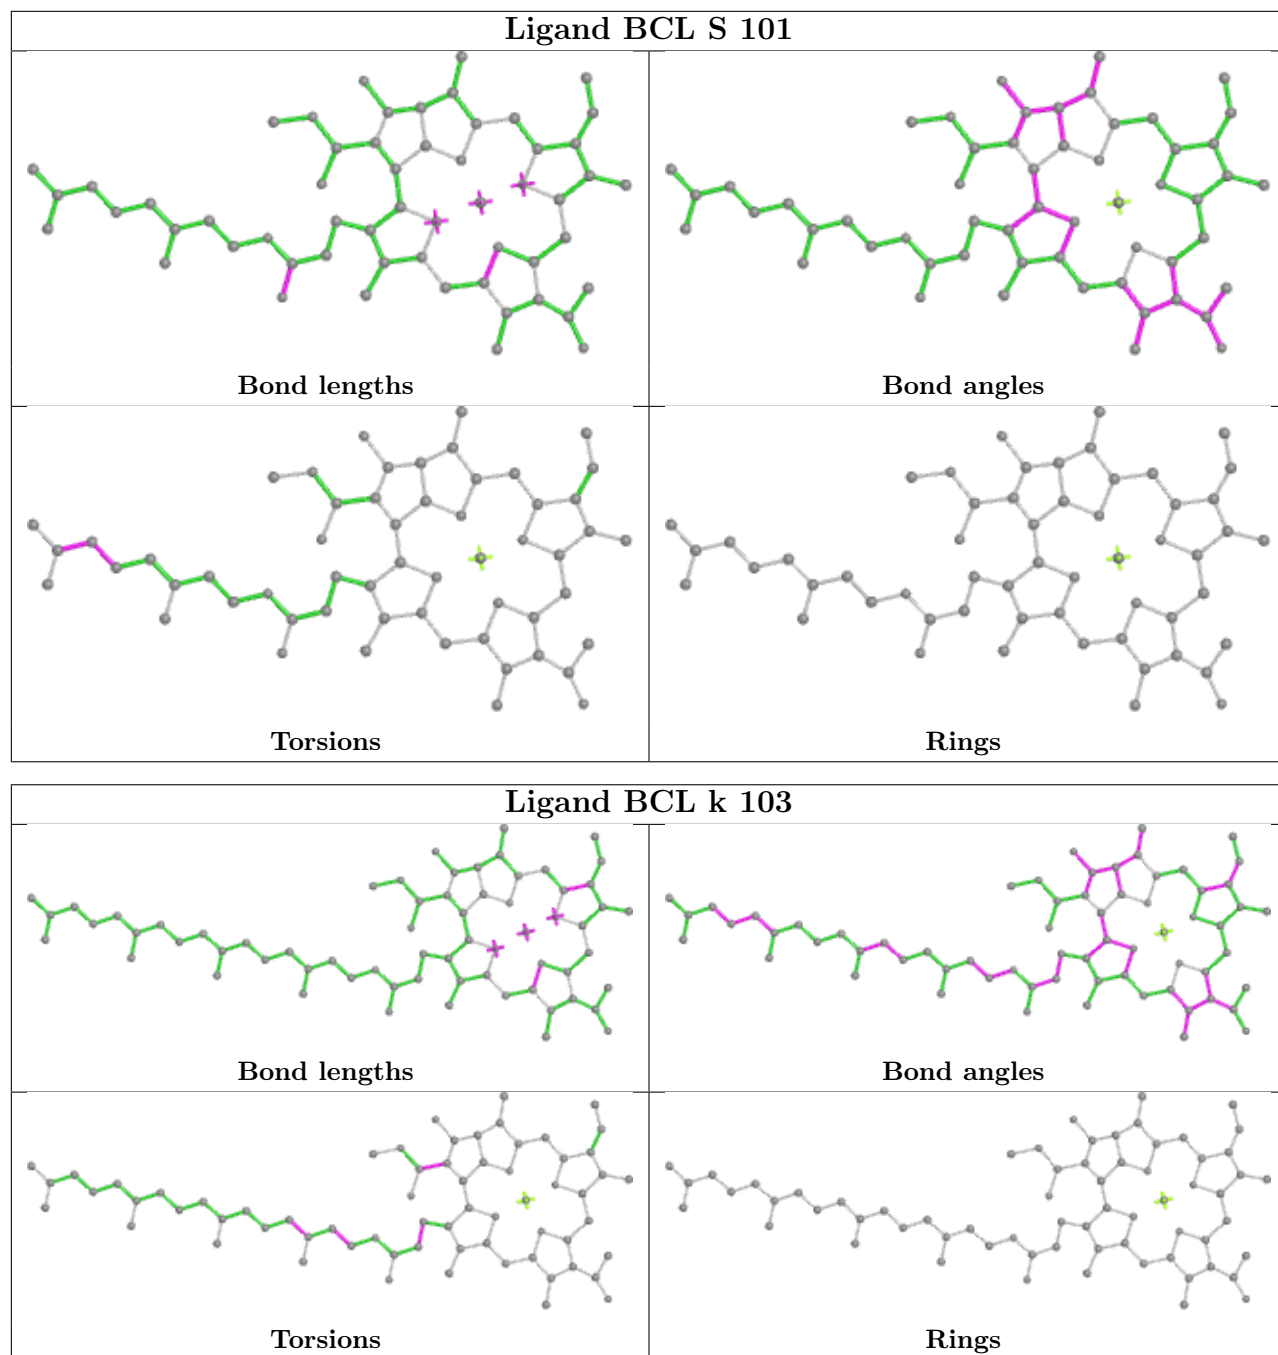 Ligand BCL S 101
Bond lengths
Bond angles
Torsions
Rings
Ligand BCL k 103
Bond lengths
Bond angles
Torsions
Rings